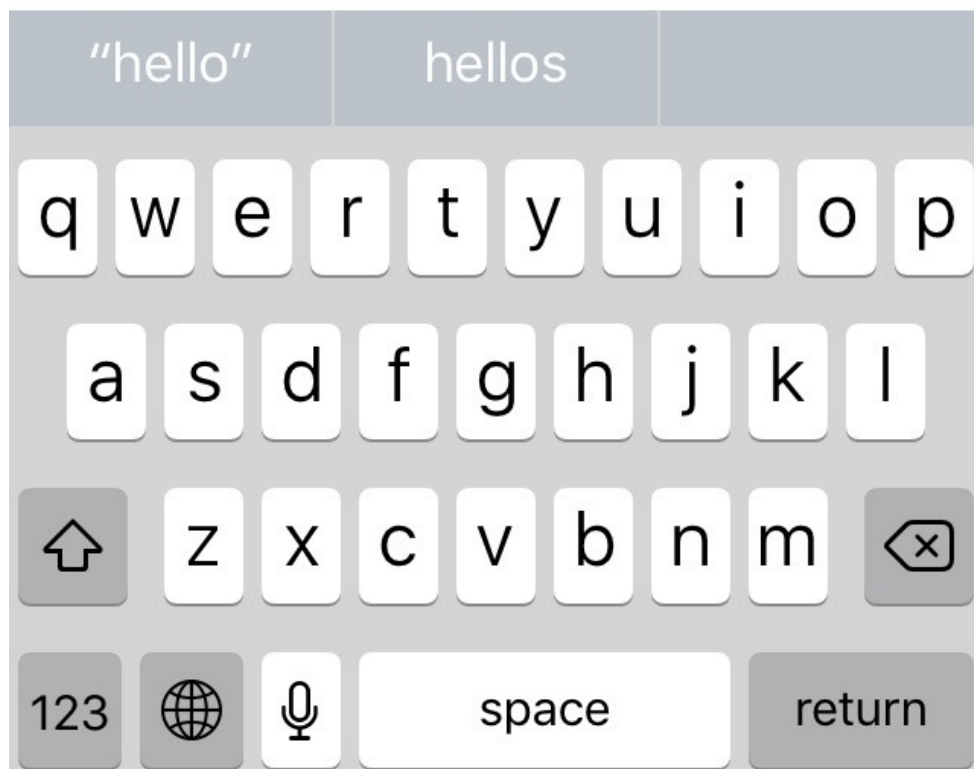 “hello” hellos
q w e r t y u i o p
a s d f g h j k l
z x c v b n m
123 space return